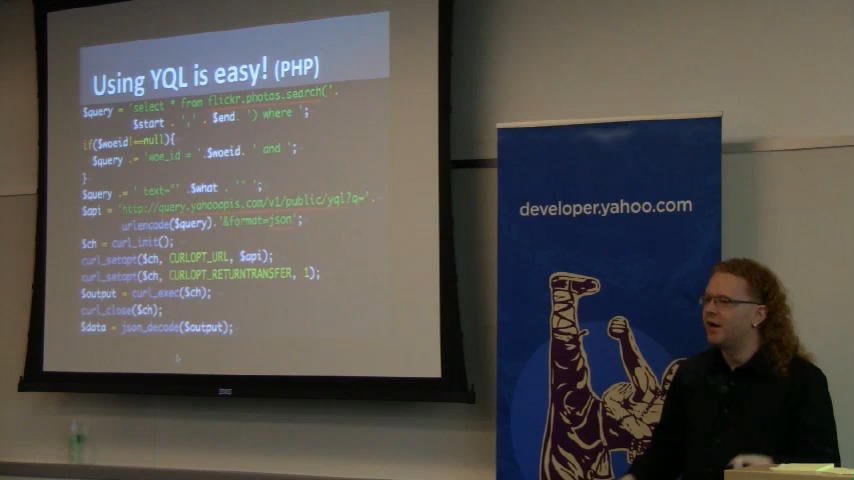 Using YQL is easy! (PHP)
$query = 'select * from flickr.photos.search('.
$start . ',' . $end. ') where ';
if($woeid!==null){
$query .= 'woe_id = '.$woeid. ' and ';
}
$query .= ' text="' .$what . '" ';
$api = 'http://query.yahooapis.com/v1/public/yql?q='.
urlencode($query).'&format=json';
$ch = curl_init();
curl_setopt($ch, CURLOPT_URL, $api);
curl_setopt($ch, CURLOPT_RETURNTRANSFER, 1);
$output = curl_exec($ch);
curl_close($ch);
$data = json_decode($output);
developer.yahoo.com